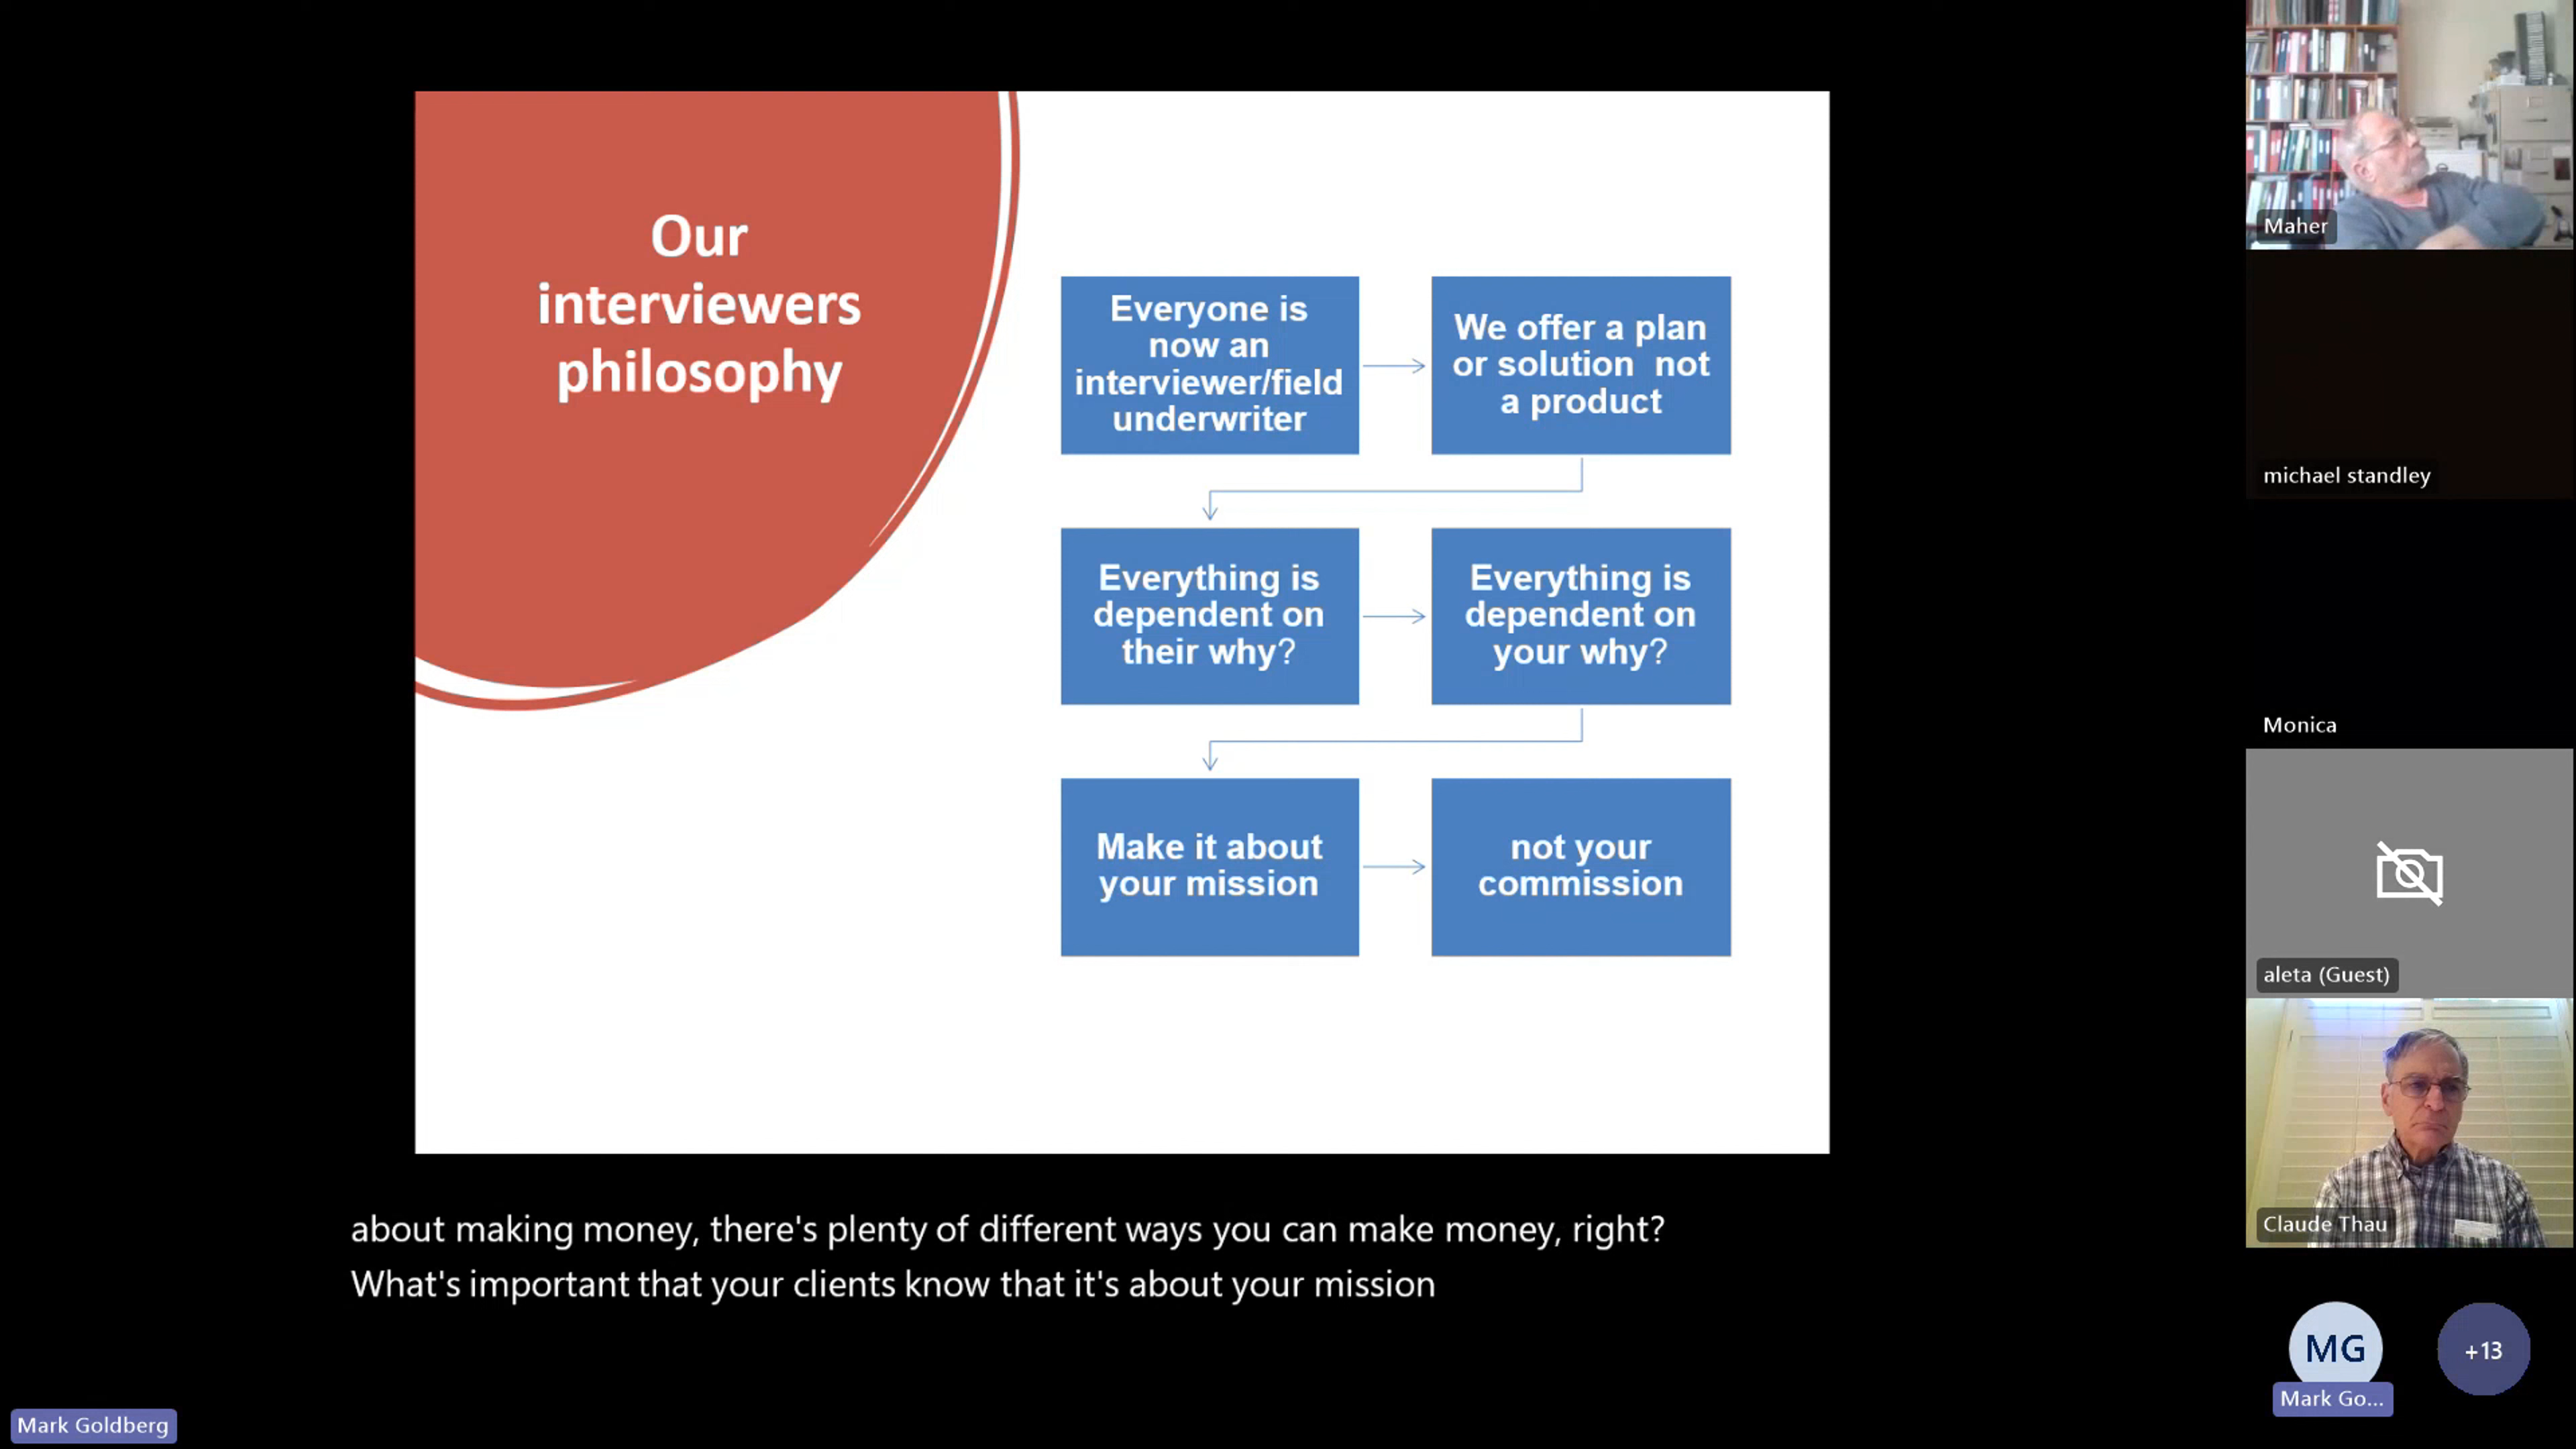 Our
interviewers
philosophy
Everyone is
now an
interviewer/field
underwriter
We offer a plan
or solution not
a product
Everything is
dependent on
their why?
Everything is
dependent on
your why?
Make it about
your mission
not your
commission
about making money, there's plenty of different ways you can make money, right?
What's important that your clients know that it's about your mission
Mark Goldberg
Maher
michael standley
Monica
aleta (Guest)
Claude Thau
MG
Mark Go...
+13